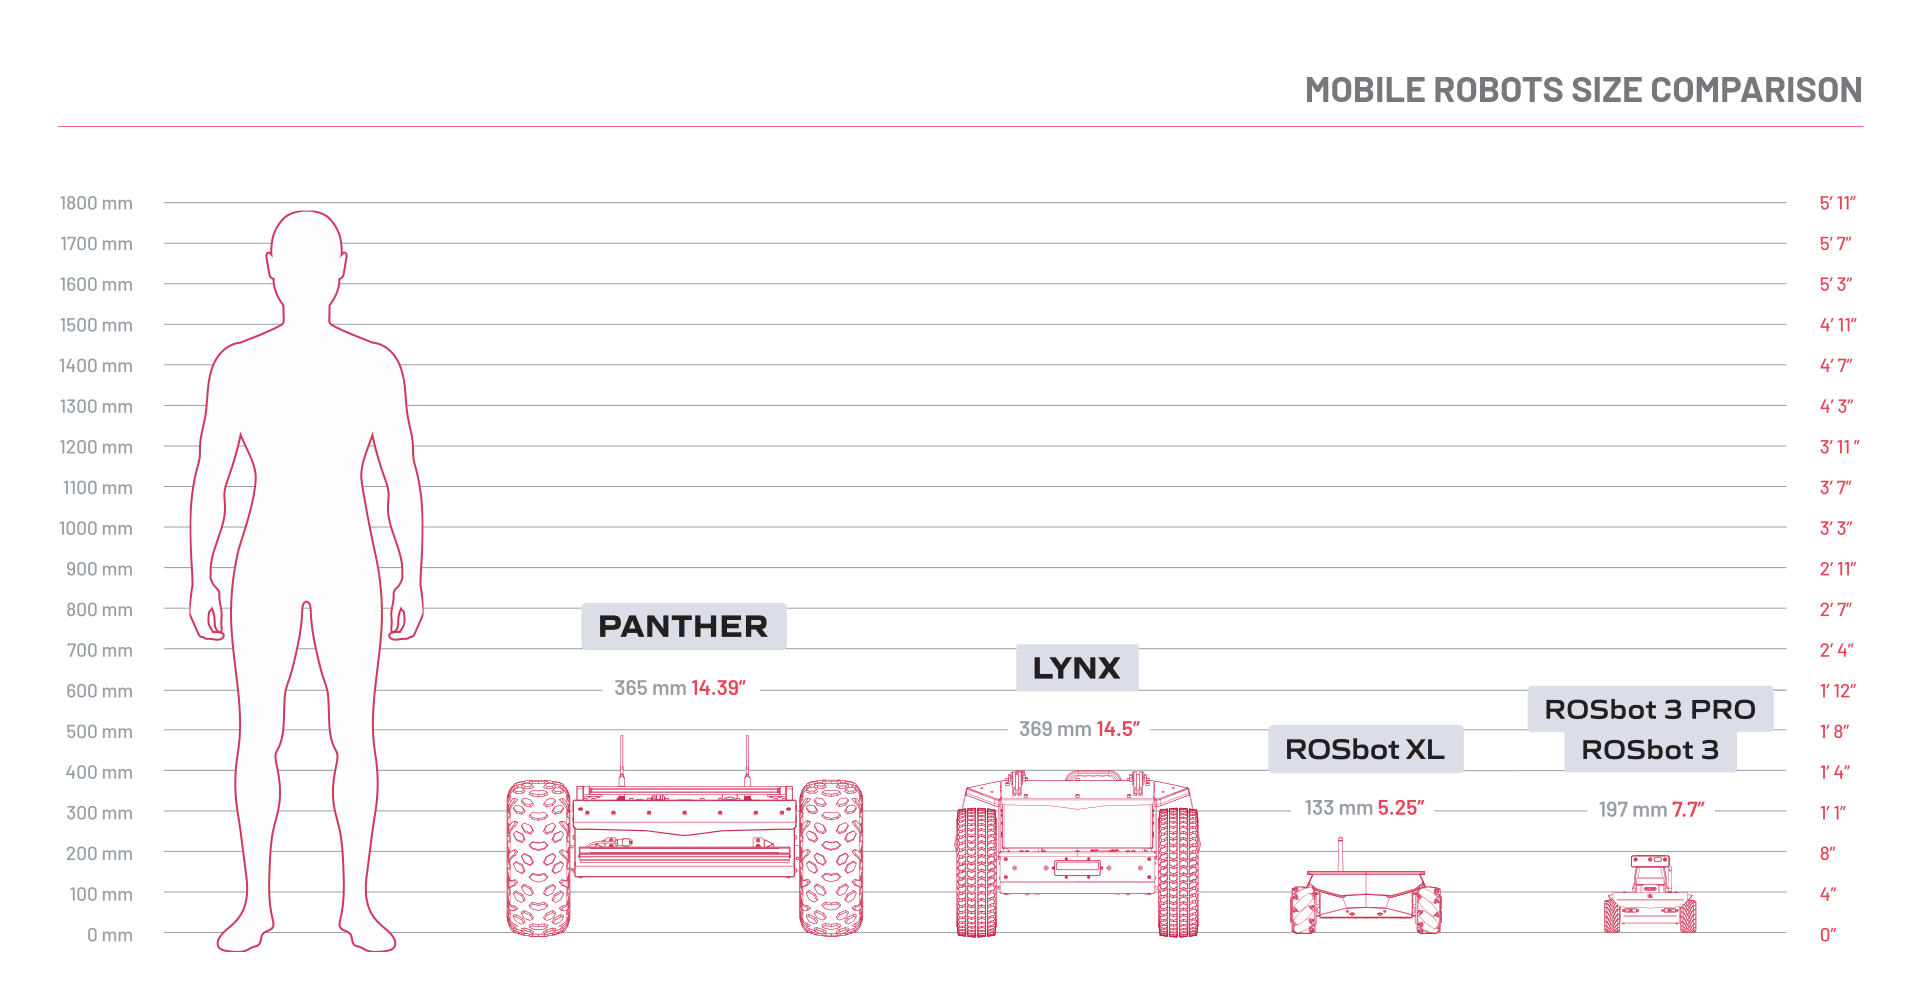 MOBILE ROBOTS SIZE COMPARISON
1800 mm 5′ 11″
1700 mm 5′ 7″
1600 mm 5′ 3″
1500 mm 4′ 11″
1400 mm 4′ 7″
1300 mm 4′ 3″
1200 mm 3′ 11 ″
1100 mm 3′ 7″
1000 mm 3′ 3″
900 mm 2′ 11″
800 mm 2′ 7″
700 mm 2′ 4″
600 mm 1′ 12″
500 mm 1′ 8″
400 mm 1′ 4″
300 mm 1′ 1″
200 mm 8″
100 mm 4″
0 mm 0″
PANTHER
365 mm 14.39″
LYNX
369 mm 14.5″
ROSbot XL
133 mm 5.25″
ROSbot 3 PRO
ROSbot 3
197 mm 7.7″